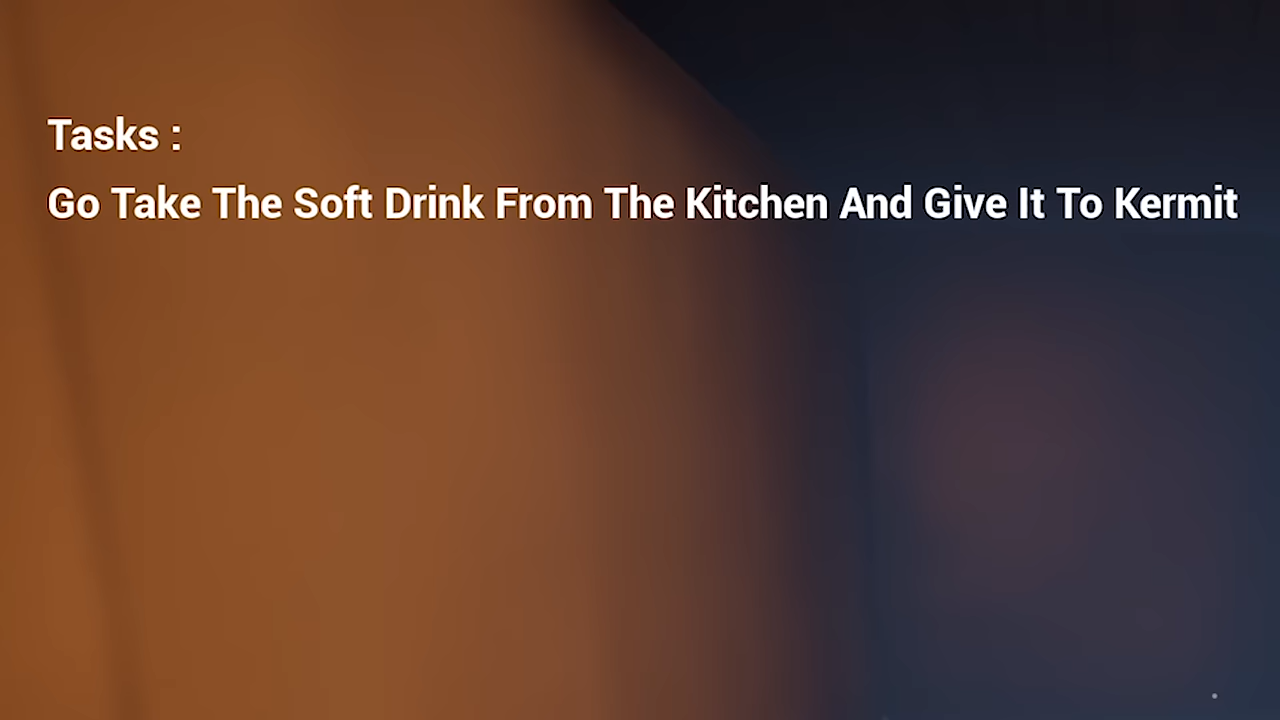 Tasks :
Go Take The Soft Drink From The Kitchen And Give It To Kermit